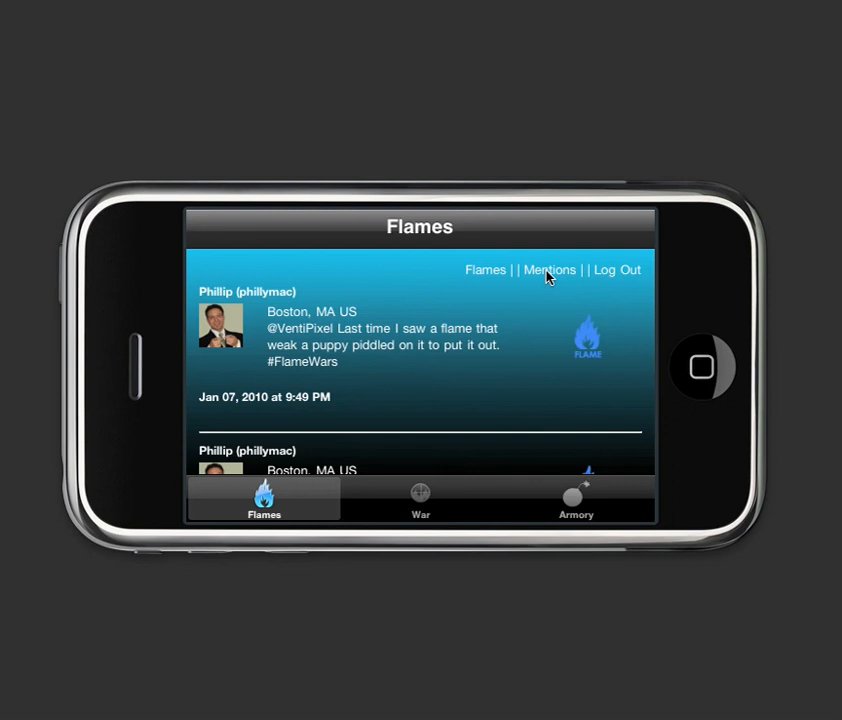 Flames
Flames || Mentions || Log Out
Phillip (phillymac)
Boston, MA US
@VentiPixel Last time I saw a flame that
weak a puppy piddled on it to put it out.
#FlameWars
FLAME
Jan 07, 2010 at 9:49 PM
Phillip (phillymac)
Boston, MA US
Flames
War
Armory